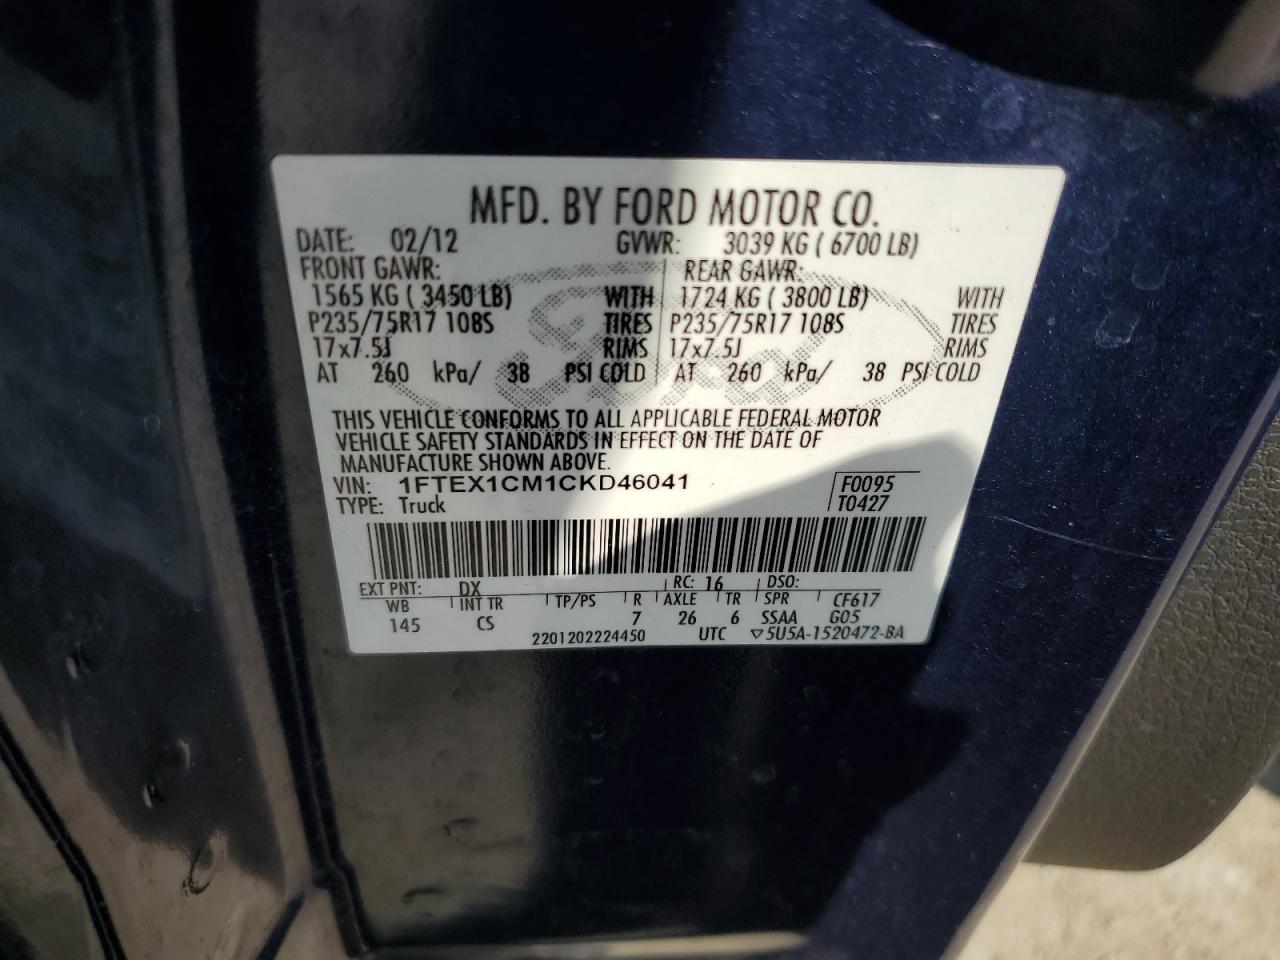 MFD. BY FORD MOTOR CO.
DATE: 02/12 GVWR: 3039 KG ( 6700 LB)
FRONT GAWR: REAR GAWR:
1565 KG ( 3450 LB) WITH 1724 KG ( 3800 LB) WITH
P235/75R17 108S TIRES P235/75R17 108S TIRES
17x7.5J RIMS 17x7.5J RIMS
AT 260 kPa/ 38 PSI COLD AT 260 kPa/ 38 PSI COLD
Ford
THIS VEHICLE CONFORMS TO ALL APPLICABLE FEDERAL MOTOR
VEHICLE SAFETY STANDARDS IN EFFECT ON THE DATE OF
MANUFACTURE SHOWN ABOVE.
VIN: 1FTEX1CM1CKD46041 F0095
TYPE: Truck T0427
EXT PNT: DX RC: 16 DSO:
WB INT TR TP/PS R AXLE TR SPR CF617
145 CS 7 26 6 SSAA G05
2201202224450 UTC ▽5U5A-1520472-BA